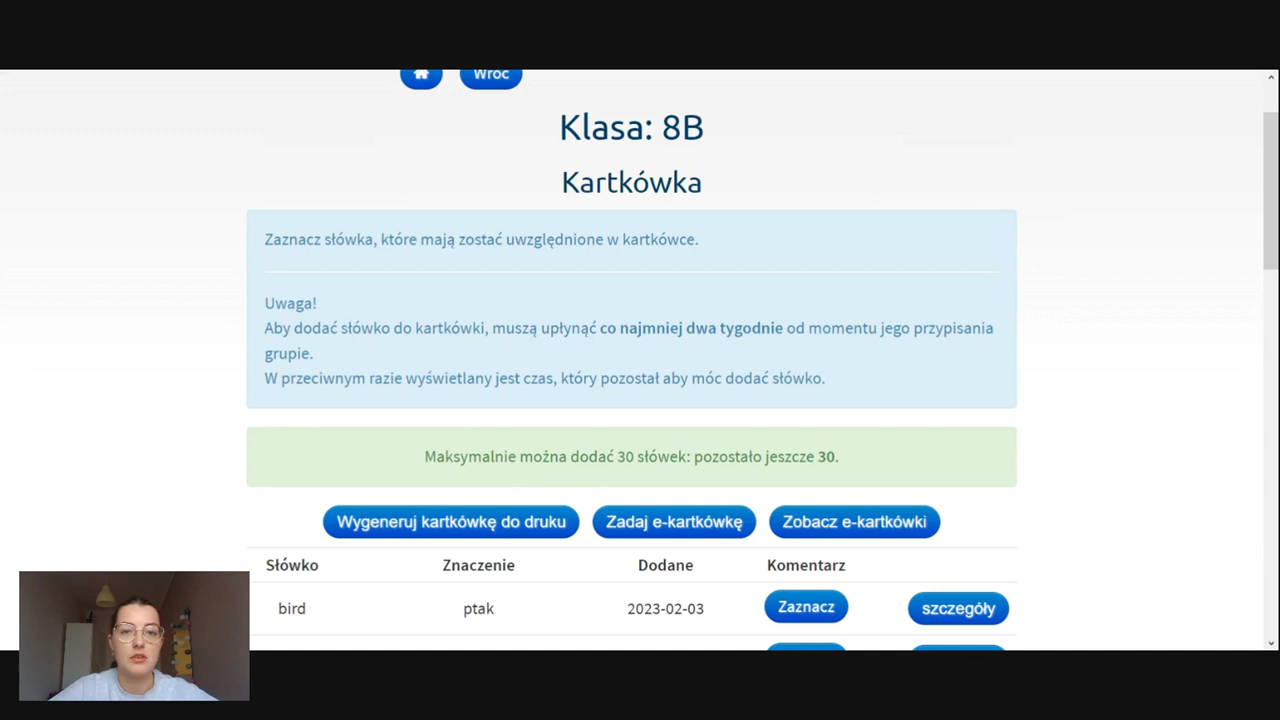 Wróć
Klasa: 8B
Kartkówka
Zaznacz słówka, które mają zostać uwzględnione w kartkówce.
Uwaga!
Aby dodać słówko do kartkówki, muszą upłynąć co najmniej dwa tygodnie od momentu jego przypisania
grupie.
W przeciwnym razie wyświetlany jest czas, który pozostał aby móc dodać słówko.
Maksymalnie można dodać 30 słówek: pozostało jeszcze 30.
Wygeneruj kartkówkę do druku Zadaj e-kartkówkę Zobacz e-kartkówki
Słówko Znaczenie Dodane Komentarz
bird ptak 2023-02-03 Zaznacz szczegóły